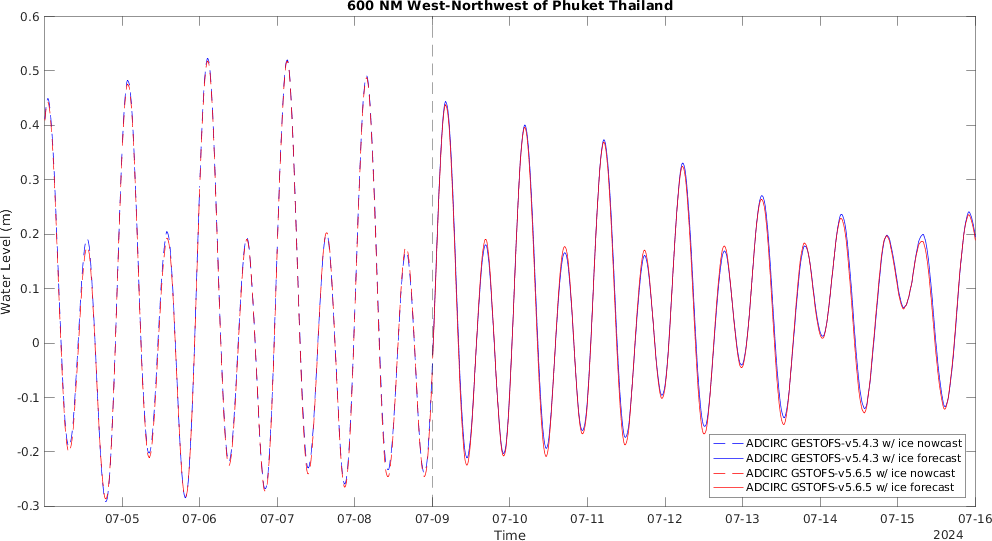 600 NM West-Northwest of Phuket Thailand
Water Level (m)
0.6
0.5
0.4
0.3
0.2
0.1
0
-0.1
-0.2
-0.3
ADCIRC GESTOFS-v5.4.3 w/ ice nowcast
ADCIRC GESTOFS-v5.4.3 w/ ice forecast
ADCIRC GSTOFS-v5.6.5 w/ ice nowcast
ADCIRC GSTOFS-v5.6.5 w/ ice forecast
07-05 07-06 07-07 07-08 07-09 07-10 07-11 07-12 07-13 07-14 07-15 07-16
Time
2024